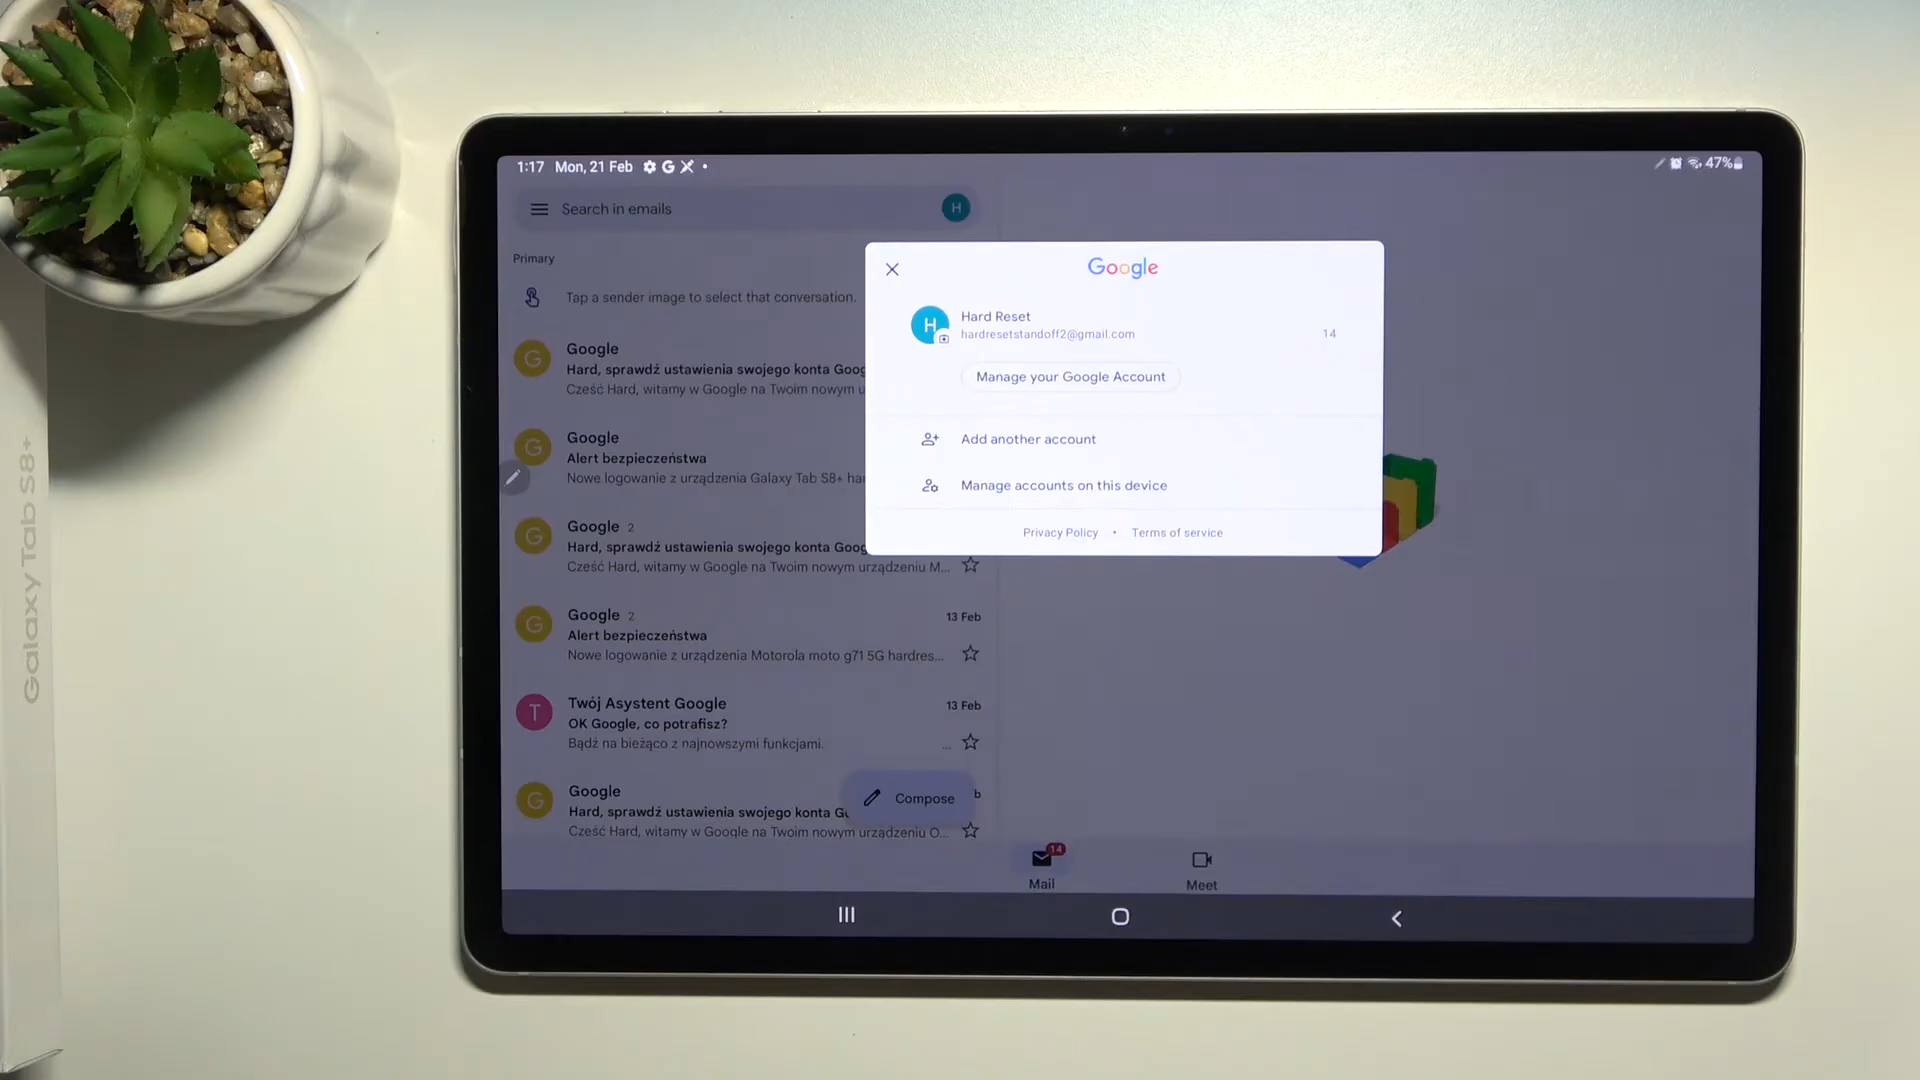 Galaxy Tab S8+
1:17 Mon, 21 Feb
47%
Search in emails
H
Primary
Tap a sender image to select that conversation.
G
Google
Hard, sprawdź ustawienia swojego konta Goog
Cześć Hard, witamy w Google na Twoim nowym u
G
Google
Alert bezpieczeństwa
Nowe logowanie z urządzenia Galaxy Tab S8+ ha
G
Google 2
Hard, sprawdź ustawienia swojego konta Goog
Cześć Hard, witamy w Google na Twoim nowym urządzeniu M...
G
Google 2
13 Feb
Alert bezpieczeństwa
Nowe logowanie z urządzenia Motorola moto g71 5G hardres...
T
Twój Asystent Google
13 Feb
OK Google, co potrafisz?
Bądź na bieżąco z najnowszymi funkcjami.
...
G
Google
b
Hard, sprawdź ustawienia swojego konta Go
Cześć Hard, witamy w Google na Twoim nowym urządzeniu O...
Compose
Google
H
Hard Reset
hardresetstandoff2@gmail.com
14
Manage your Google Account
Add another account
Manage accounts on this device
Privacy Policy • Terms of service
14
Mail
Meet